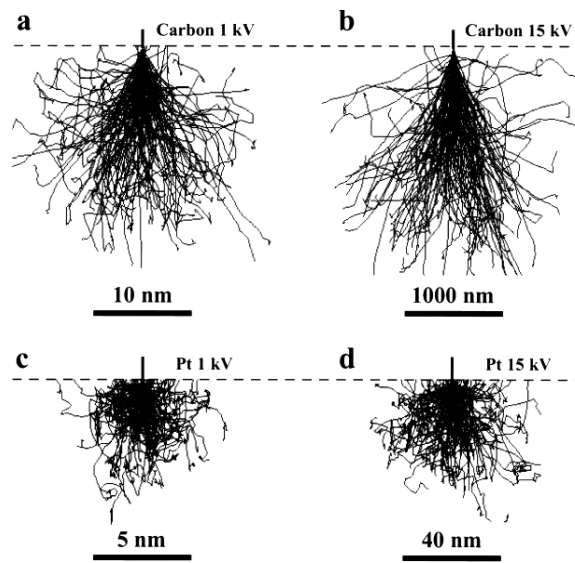 a
Carbon 1 kV
b
Carbon 15 kV
10 nm
1000 nm
c
Pt 1 kV
d
Pt 15 kV
5 nm
40 nm